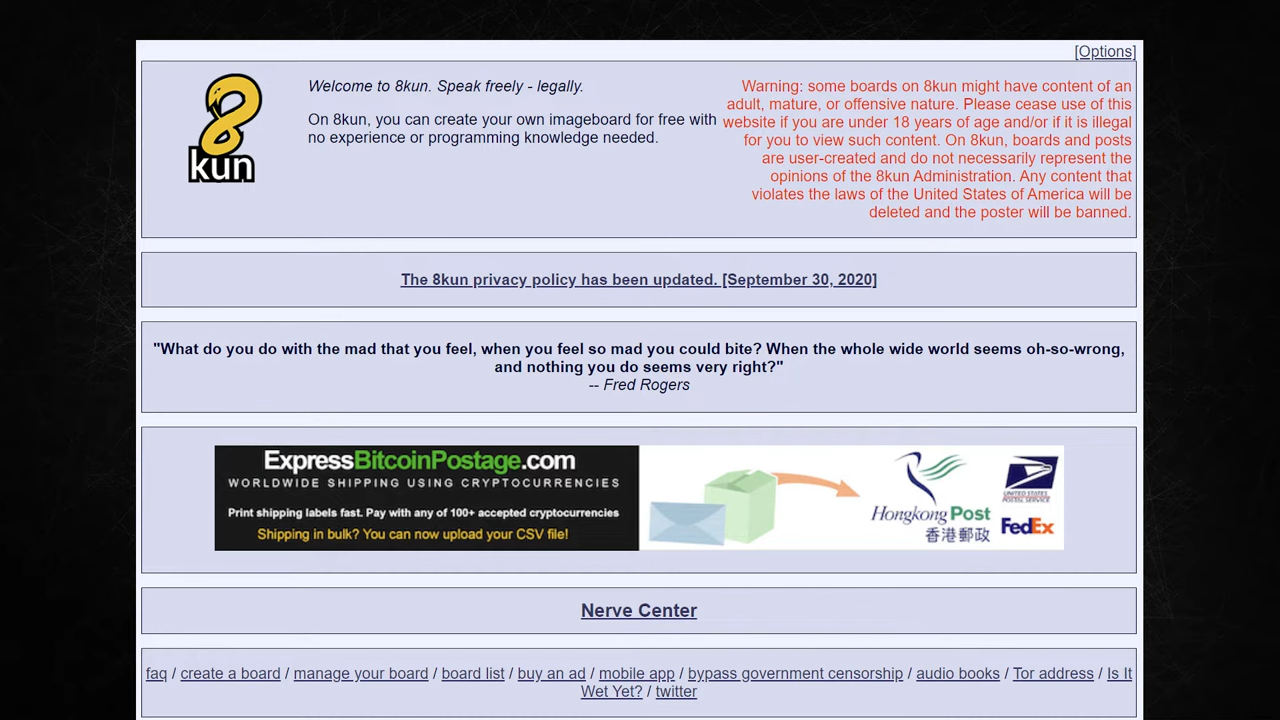 [Options]
8
kun
Welcome to 8kun. Speak freely - legally.
On 8kun, you can create your own imageboard for free with
no experience or programming knowledge needed.
Warning: some boards on 8kun might have content of an
adult, mature, or offensive nature. Please cease use of this
website if you are under 18 years of age and/or if it is illegal
for you to view such content. On 8kun, boards and posts
are user-created and do not necessarily represent the
opinions of the 8kun Administration. Any content that
violates the laws of the United States of America will be
deleted and the poster will be banned.
The 8kun privacy policy has been updated. [September 30, 2020]
"What do you do with the mad that you feel, when you feel so mad you could bite? When the whole wide world seems oh-so-wrong,
and nothing you do seems very right?"
-- Fred Rogers
ExpressBitcoinPostage.com
WORLDWIDE SHIPPING USING CRYPTOCURRENCIES
Print shipping labels fast. Pay with any of 100+ accepted cryptocurrencies
Shipping in bulk? You can now upload your CSV file!
Hongkong Post
香港郵政
UNITED STATES
POSTAL SERVICE
FedEx
Nerve Center
faq / create a board / manage your board / board list / buy an ad / mobile app / bypass government censorship / audio books / Tor address / Is It
Wet Yet? / twitter